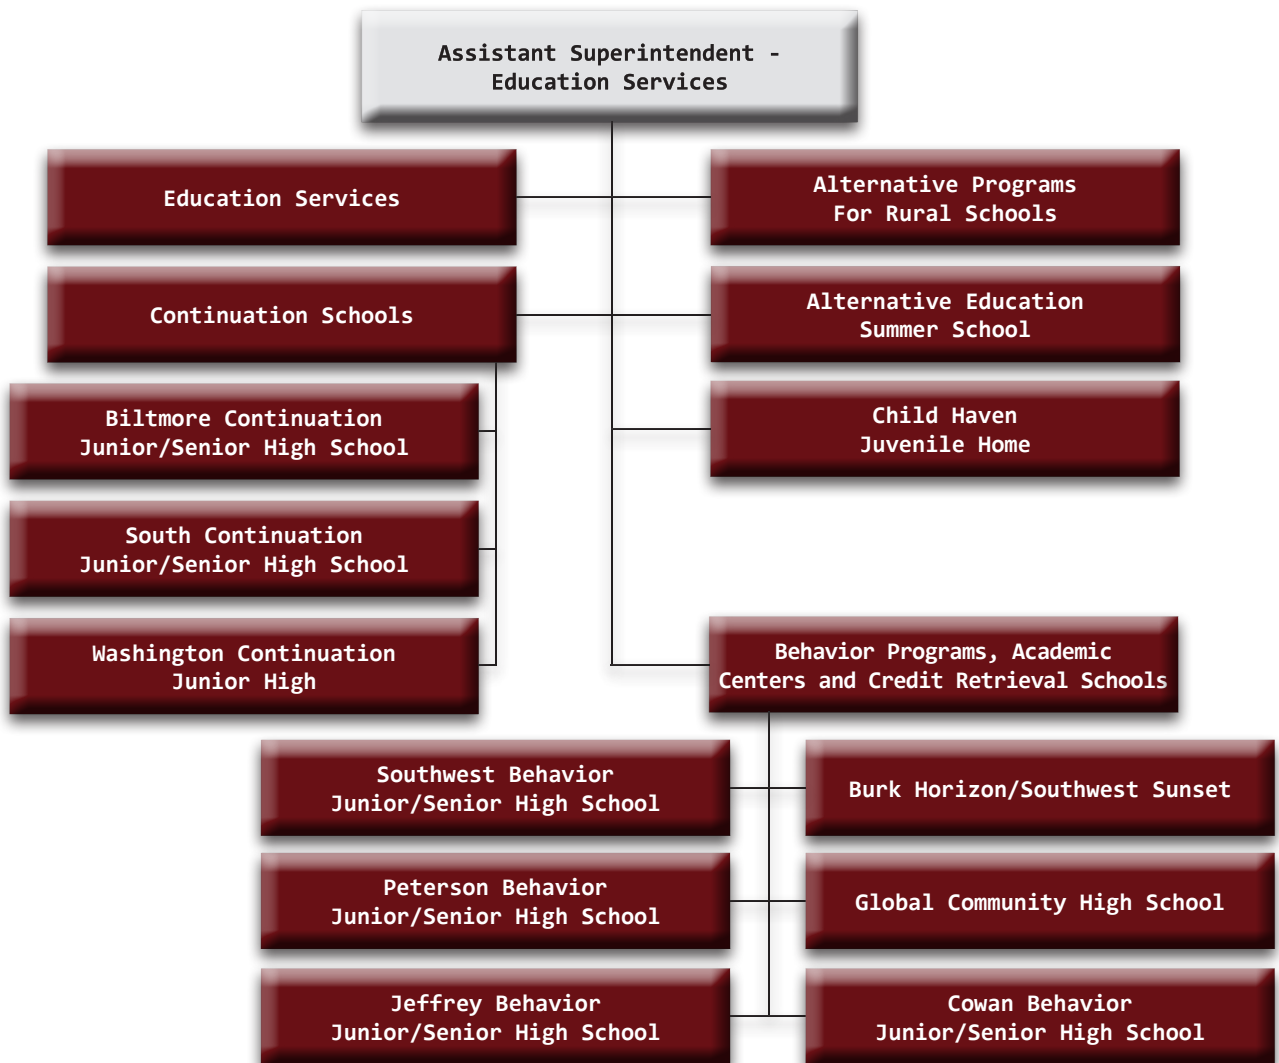 Assistant Superintendent -
Education Services
Education Services
Alternative Programs
For Rural Schools
Continuation Schools
Alternative Education
Summer School
Biltmore Continuation
Junior/Senior High School
Child Haven
Juvenile Home
South Continuation
Junior/Senior High School
Washington Continuation
Junior High
Behavior Programs, Academic
Centers and Credit Retrieval Schools
Southwest Behavior
Junior/Senior High School
Burk Horizon/Southwest Sunset
Peterson Behavior
Junior/Senior High School
Global Community High School
Jeffrey Behavior
Junior/Senior High School
Cowan Behavior
Junior/Senior High School